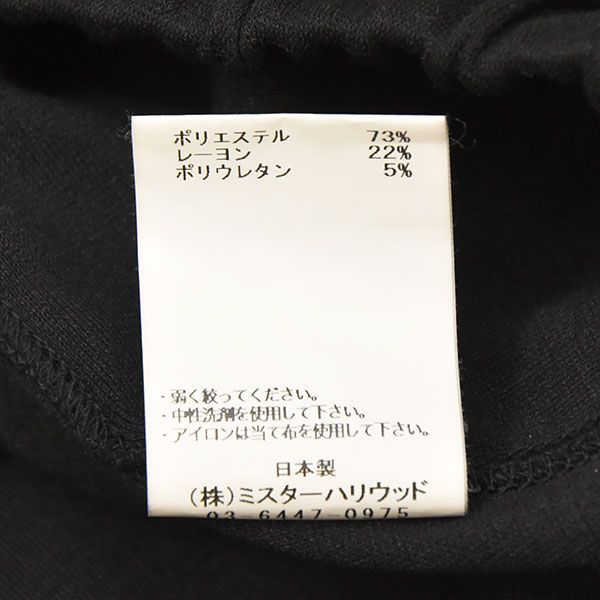 ポリエステル 73%
レーヨン 22%
ポリウレタン 5%
・弱く絞ってください。
・中性洗剤を使用して下さい。
・アイロンは当て布を使用して下さい。
日本製
(株)ミスターハリウッド
03-6447-0975